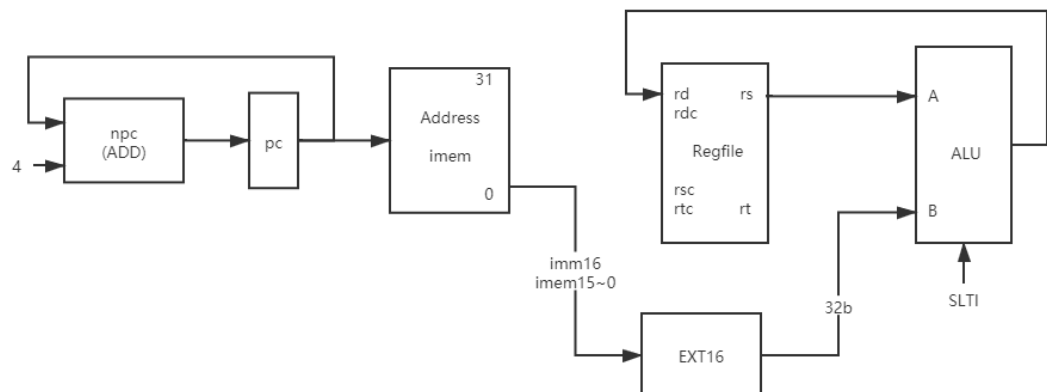 npc
(ADD)
4
pc
31
Address
imem
0
imm16
imem15~0
EXT16
32b
rd
rs
rdc
Regfile
rsc
rtc
rt
A
ALU
B
SLTI